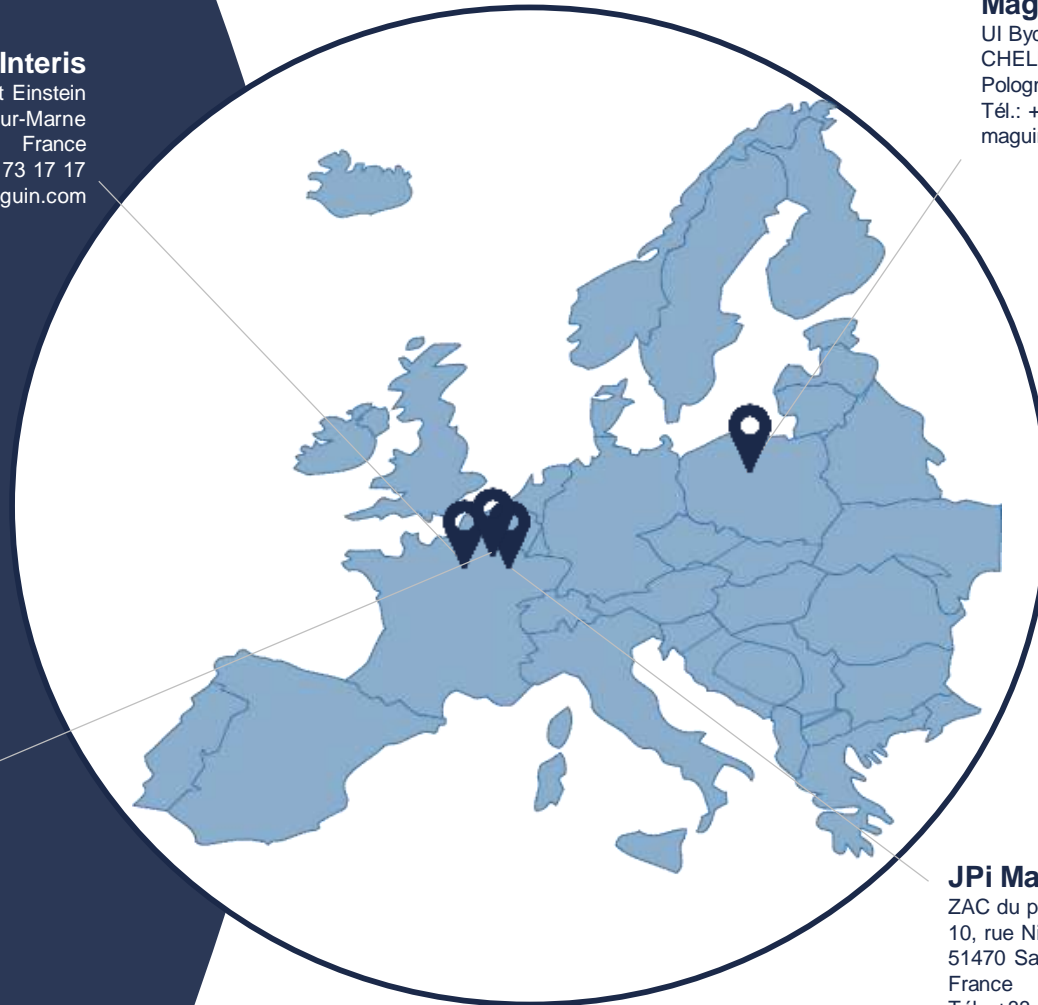 Interis
Einstein
ur-Marne
France
73 17 17
guin.com
Mag
UI Byd
CHEL
Pologn
Tél.: +
magui
JPi Ma
ZAC du p
10, rue Ni
51470 Sa
France